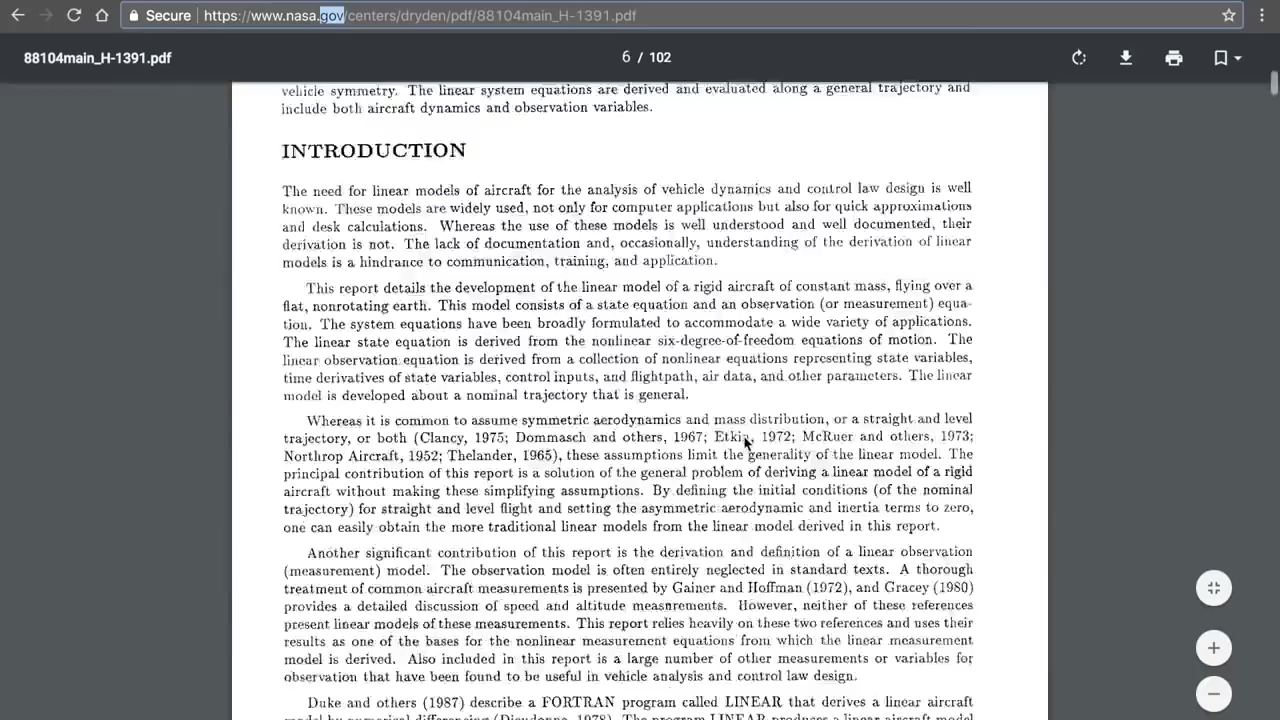 Secure https://www.nasa.gov/centers/dryden/pdf/88104main_H-1391.pdf
88104main_H-1391.pdf 6 / 102
vehicle symmetry. The linear system equations are derived and evaluated along a general trajectory and
include both aircraft dynamics and observation variables.
INTRODUCTION
The need for linear models of aircraft for the analysis of vehicle dynamics and control law design is well
known. These models are widely used, not only for computer applications but also for quick approximations
and desk calculations. Whereas the use of these models is well understood and well documented, their
derivation is not. The lack of documentation and, occasionally, understanding of the derivation of linear
models is a hindrance to communication, training, and application.
This report details the development of the linear model of a rigid aircraft of constant mass, flying over a
flat, nonrotating earth. This model consists of a state equation and an observation (or measurement) equa-
tion. The system equations have been broadly formulated to accommodate a wide variety of applications.
The linear state equation is derived from the nonlinear six-degree-of-freedom equations of motion. The
linear observation equation is derived from a collection of nonlinear equations representing state variables,
time derivatives of state variables, control inputs, and flightpath, air data, and other parameters. The linear
model is developed about a nominal trajectory that is general.
Whereas it is common to assume symmetric aerodynamics and mass distribution, or a straight and level
trajectory, or both (Clancy, 1975; Dommasch and others, 1967; Etkin, 1972; McRuer and others, 1973;
Northrop Aircraft, 1952; Thelander, 1965), these assumptions limit the generality of the linear model. The
principal contribution of this report is a solution of the general problem of deriving a linear model of a rigid
aircraft without making these simplifying assumptions. By defining the initial conditions (of the nominal
trajectory) for straight and level flight and setting the asymmetric aerodynamic and inertia terms to zero,
one can easily obtain the more traditional linear models from the linear model derived in this report.
Another significant contribution of this report is the derivation and definition of a linear observation
(measurement) model. The observation model is often entirely neglected in standard texts. A thorough
treatment of common aircraft measurements is presented by Gainer and Hoffman (1972), and Gracey (1980)
provides a detailed discussion of speed and altitude measurements. However, neither of these references
present linear models of these measurements. This report relies heavily on these two references and uses their
results as one of the bases for the nonlinear measurement equations from which the linear measurement
model is derived. Also included in this report is a large number of other measurements or variables for
observation that have been found to be useful in vehicle analysis and control law design.
Duke and others (1987) describe a FORTRAN program called LINEAR that derives a linear aircraft
model by numerical differencing (Dieudonne, 1978). The program LINEAR produces a linear aircraft model